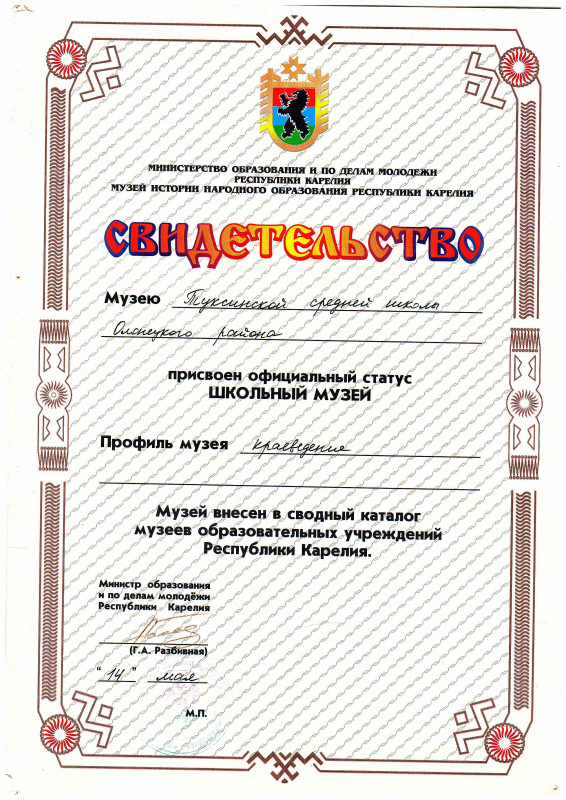 МИНИСТЕРСТВО ОБРАЗОВАНИЯ И ПО ДЕЛАМ МОЛОДЕЖИ
РЕСПУБЛИКИ КАРЕЛИЯ
МУЗЕЙ ИСТОРИИ НАРОДНОГО ОБРАЗОВАНИЯ РЕСПУБЛИКИ КАРЕЛИЯ
СВИДЕТЕЛЬСТВО
Музею Туксинской средней школы
Олонецкого района
присвоен официальный статус
ШКОЛЬНЫЙ МУЗЕЙ
Профиль музея краеведение
Музей внесен в сводный каталог
музеев образовательных учреждений
Республики Карелия.
Министр образования
и по делам молодёжи
Республики Карелия
(Г.А. Разбивная)
"14" мая
М.П.